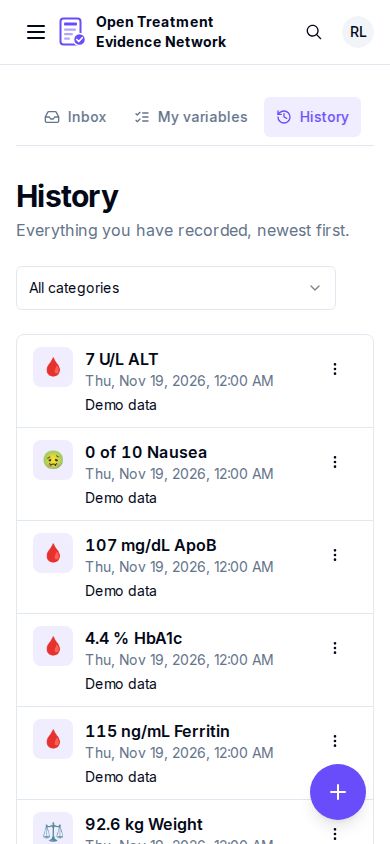 Open Treatment
Evidence Network
RL
Inbox
My variables
History
History
Everything you have recorded, newest first.
All categories
7 U/L ALT
Thu, Nov 19, 2026, 12:00 AM
Demo data
0 of 10 Nausea
Thu, Nov 19, 2026, 12:00 AM
Demo data
107 mg/dL ApoB
Thu, Nov 19, 2026, 12:00 AM
Demo data
4.4 % HbA1c
Thu, Nov 19, 2026, 12:00 AM
Demo data
115 ng/mL Ferritin
Thu, Nov 19, 2026, 12:00 AM
Demo data
92.6 kg Weight